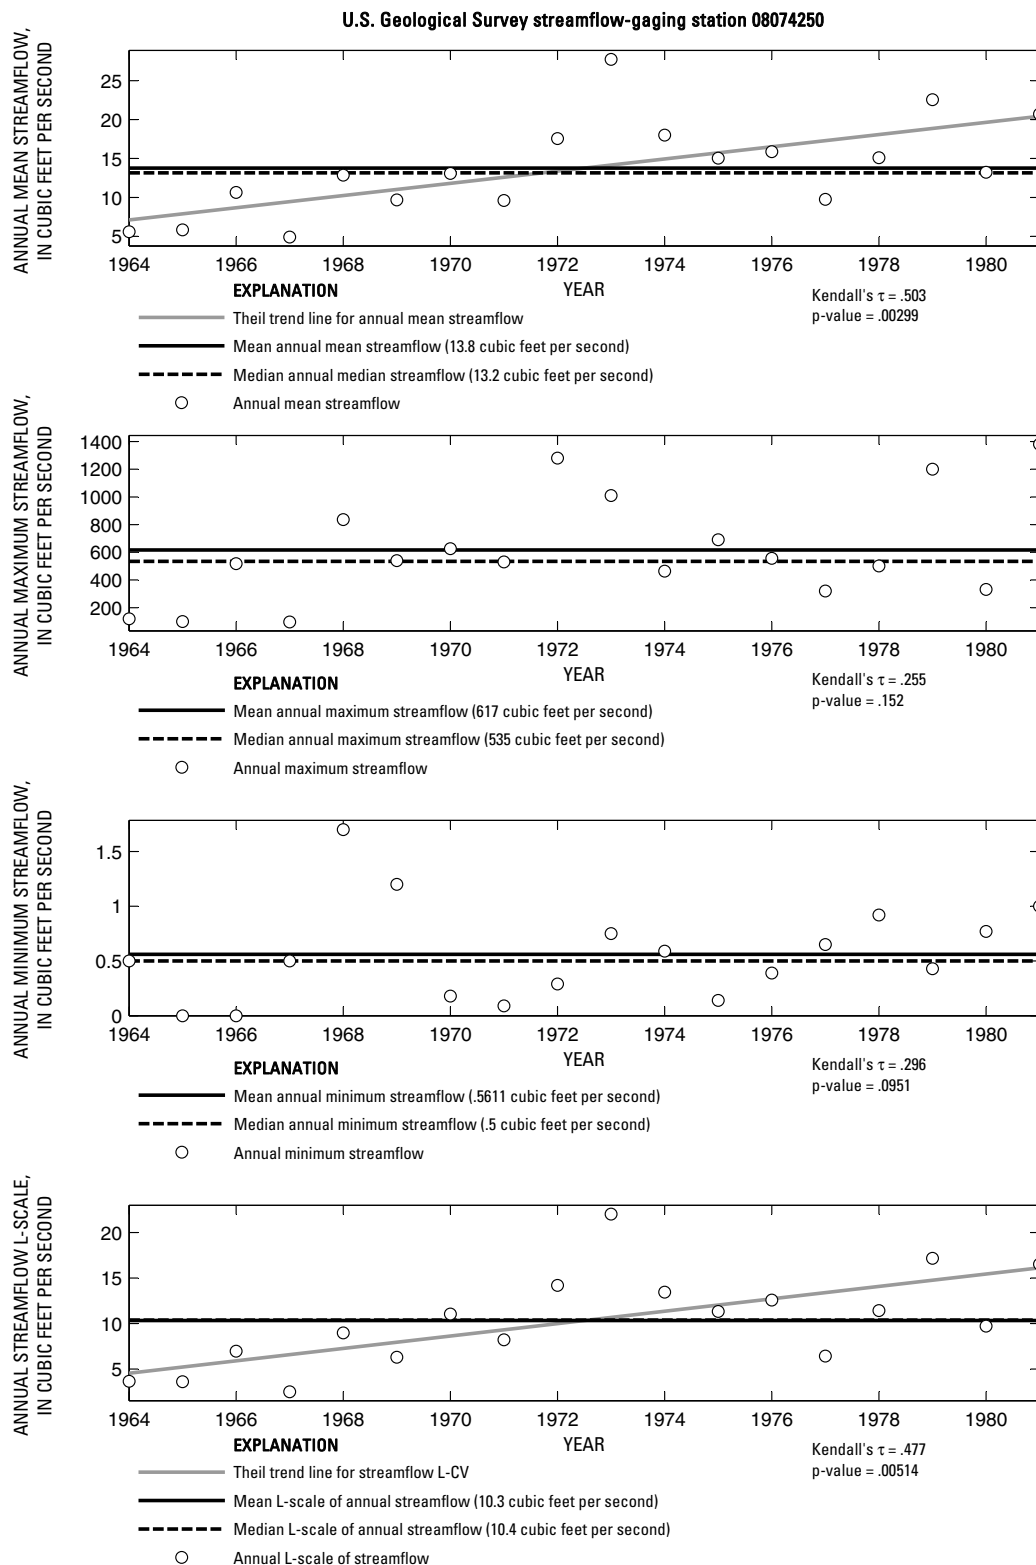 U.S. Geological Survey streamflow-gaging station 08074250
ANNUAL MEAN STREAMFLOW,
IN CUBIC FEET PER SECOND
25
20
15
10
5
1964 1966 1968 1970 1972 1974 1976 1978 1980
YEAR
EXPLANATION
Theil trend line for annual mean streamflow
Mean annual mean streamflow (13.8 cubic feet per second)
Median annual median streamflow (13.2 cubic feet per second)
Annual mean streamflow
Kendall's τ = .503
p-value = .00299
ANNUAL MAXIMUM STREAMFLOW,
IN CUBIC FEET PER SECOND
1400
1200
1000
800
600
400
200
1964 1966 1968 1970 1972 1974 1976 1978 1980
YEAR
EXPLANATION
Mean annual maximum streamflow (617 cubic feet per second)
Median annual maximum streamflow (535 cubic feet per second)
Annual maximum streamflow
Kendall's τ = .255
p-value = .152
ANNUAL MINIMUM STREAMFLOW,
IN CUBIC FEET PER SECOND
1.5
1
0.5
0
1964 1966 1968 1970 1972 1974 1976 1978 1980
YEAR
EXPLANATION
Mean annual minimum streamflow (.5611 cubic feet per second)
Median annual minimum streamflow (.5 cubic feet per second)
Annual minimum streamflow
Kendall's τ = .296
p-value = .0951
ANNUAL STREAMFLOW L-SCALE,
IN CUBIC FEET PER SECOND
20
15
10
5
1964 1966 1968 1970 1972 1974 1976 1978 1980
YEAR
EXPLANATION
Theil trend line for streamflow L-CV
Mean L-scale of annual streamflow (10.3 cubic feet per second)
Median L-scale of annual streamflow (10.4 cubic feet per second)
Annual L-scale of streamflow
Kendall's τ = .477
p-value = .00514